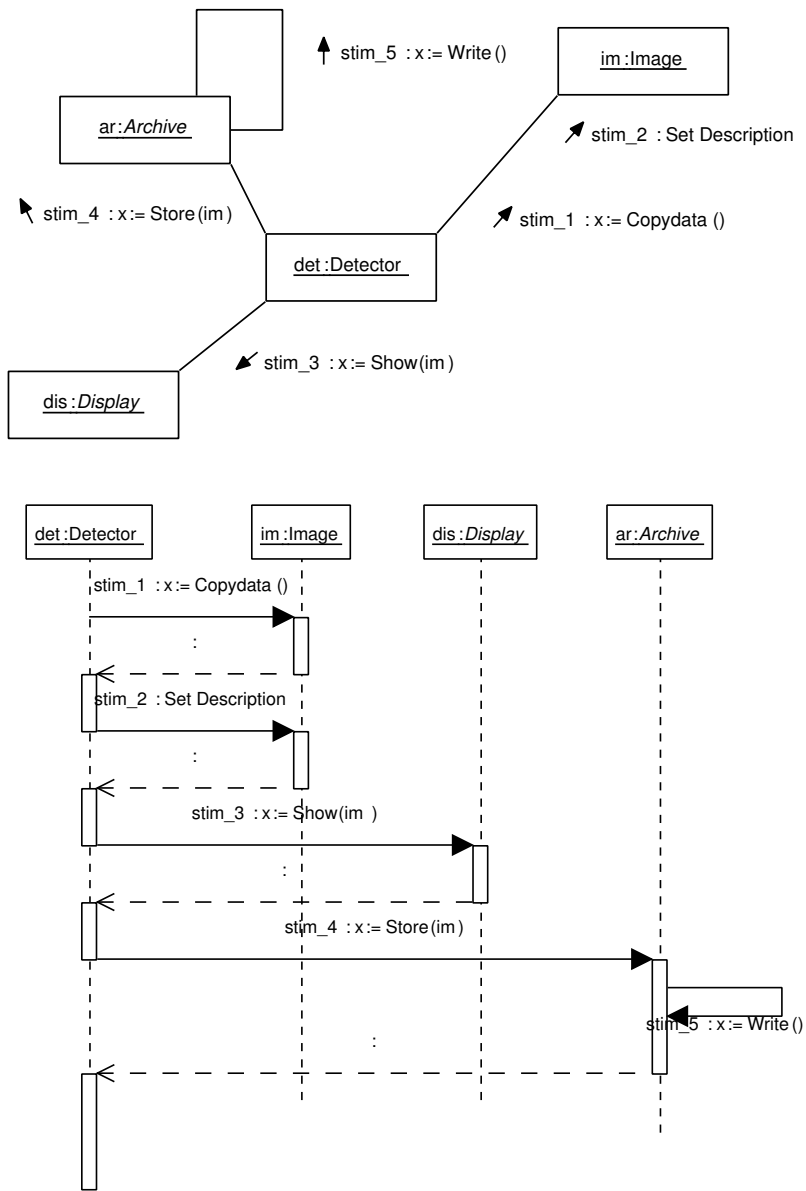 stim_5 : x:= Write ()
im:Image
ar:Archive
stim_2 : Set Description
stim_4 : x:= Store(im)
stim_1 : x:= Copydata ()
det:Detector
stim_3 : x:= Show(im)
dis:Display
det:Detector im:Image dis:Display ar:Archive
stim_1 : x:= Copydata ()
:
stim_2 : Set Description
:
stim_3 : x:= Show(im )
:
stim_4 : x:= Store(im)
stim_5 : x:= Write ()
: